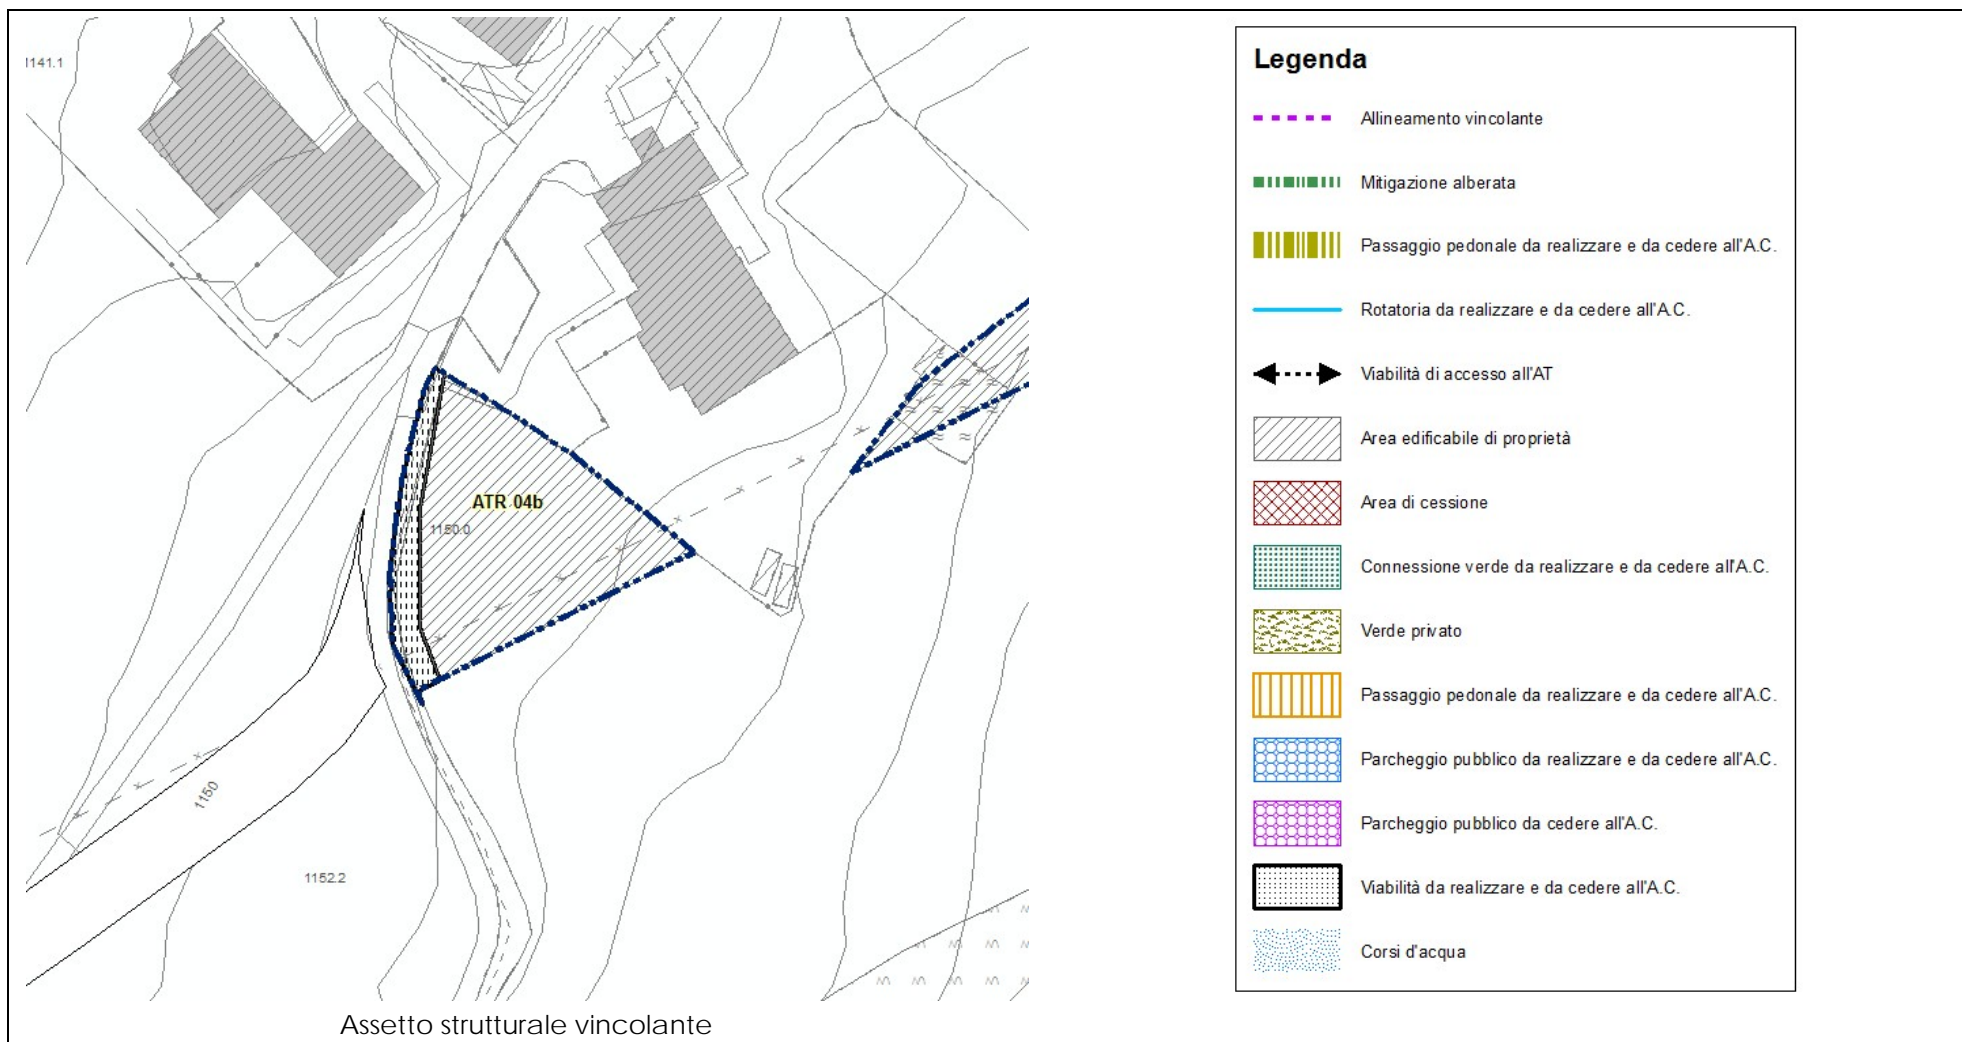 1141.1
ATR 04b
1150.0
1150
1152.2
Assetto strutturale vincolante
Legenda
Allineamento vincolante
Mitigazione alberata
Passaggio pedonale da realizzare e da cedere all'A.C.
Rotatoria da realizzare e da cedere all'A.C.
Viabilità di accesso all'AT
Area edificabile di proprietà
Area di cessione
Connessione verde da realizzare e da cedere all'A.C.
Verde privato
Passaggio pedonale da realizzare e da cedere all'A.C.
Parcheggio pubblico da realizzare e da cedere all'A.C.
Parcheggio pubblico da cedere all'A.C.
Viabilità da realizzare e da cedere all'A.C.
Corsi d'acqua